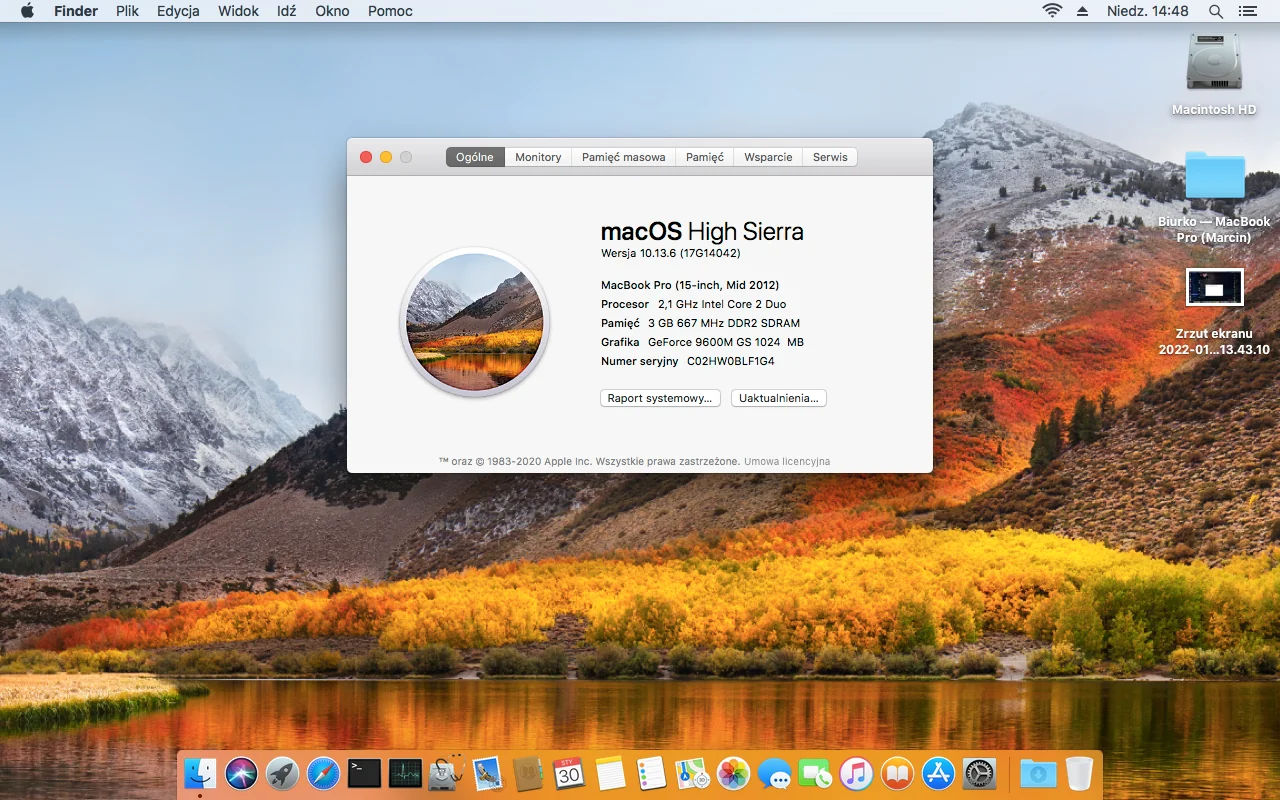 Finder Plik Edycja Widok Idź Okno Pomoc Niedz. 14:48
Macintosh HD
Ogólne Monitory Pamięć masowa Pamięć Wsparcie Serwis
macOS High Sierra
Wersja 10.13.6 (17G14042)
MacBook Pro (15-inch, Mid 2012)
Procesor 2,1 GHz Intel Core 2 Duo
Pamięć 3 GB 667 MHz DDR2 SDRAM
Grafika GeForce 9600M GS 1024 MB
Numer seryjny C02HW0BLF1G4
Raport systemowy... Uaktualnienia...
™ oraz © 1983-2020 Apple Inc. Wszystkie prawa zastrzeżone. Umowa licencyjna
Biurko — MacBook
Pro (Marcin)
Zrzut ekranu
2022-01...13.43.10
STY
30